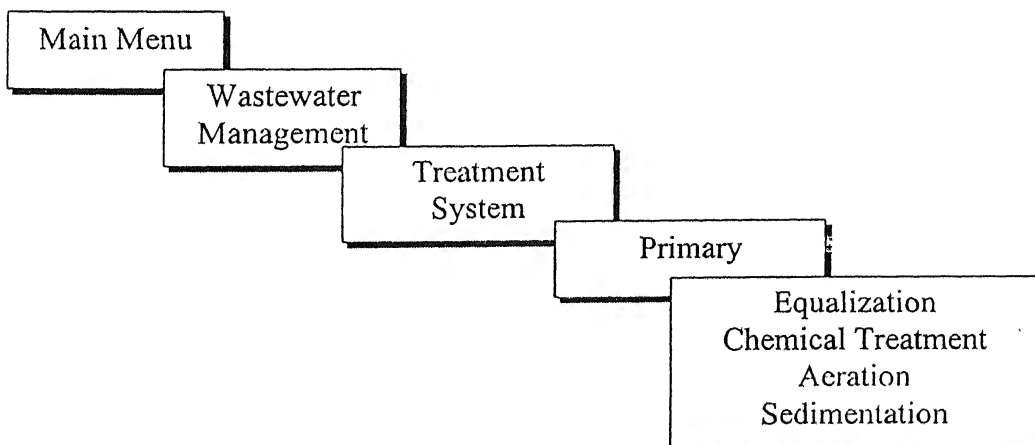 Main Menu
Wastewater
Management
Treatment
System
Primary
Equalization
Chemical Treatment
Aeration
Sedimentation